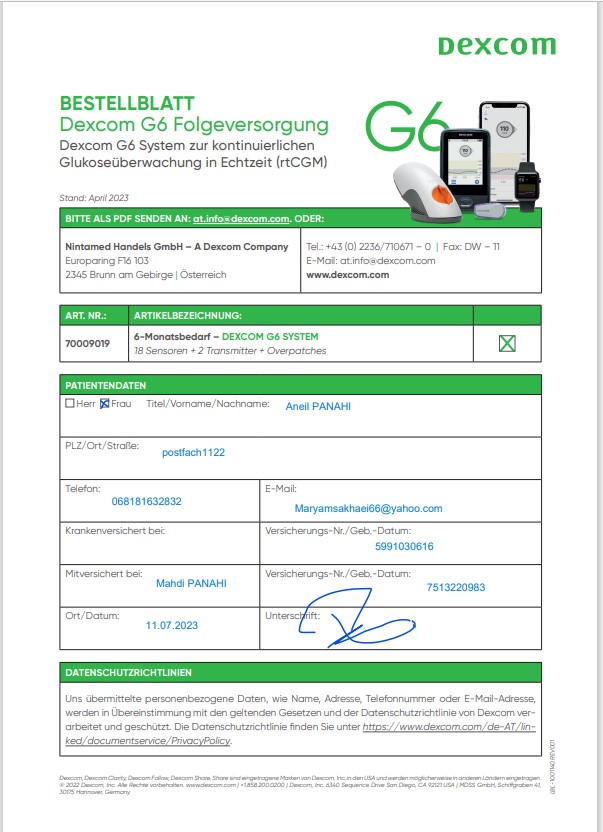 Dexcom
BESTELLBLATT
Dexcom G6 Folgeversorgung
Dexcom G6 System zur kontinuierlichen
Glukoseüberwachung in Echtzeit (rtCGM)
G6
110
110
Stand: April 2023
BITTE ALS PDF SENDEN AN: at.info@dexcom.com. ODER:
Nintamed Handels GmbH – A Dexcom Company
Europaring F16 103
2345 Brunn am Gebirge | Österreich
Tel.: +43 (0) 2236/710671 – 0 | Fax: DW – 11
E-Mail: at.info@dexcom.com
www.dexcom.com
ART. NR.: ARTIKELBEZEICHNUNG:
70009019
6-Monatsbedarf – DEXCOM G6 SYSTEM
18 Sensoren + 2 Transmitter + Overpatches
PATIENTENDATEN
Herr Frau Titel/Vorname/Nachname: Aneil PANAHI
PLZ/Ort/Straße: postfach1122
Telefon: 068181632832
E-Mail: Maryamsakhaei66@yahoo.com
Krankenversichert bei:
Versicherungs-Nr./Geb.-Datum: 5991030616
Mitversichert bei: Mahdi PANAHI
Versicherungs-Nr./Geb.-Datum: 7513220983
Ort/Datum: 11.07.2023
Unterschrift:
DATENSCHUTZRICHTLINIEN
Uns übermittelte personenbezogene Daten, wie Name, Adresse, Telefonnummer oder E-Mail-Adresse,
werden in Übereinstimmung mit den geltenden Gesetzen und der Datenschutzrichtlinie von Dexcom ver-
arbeitet und geschützt. Die Datenschutzrichtlinie finden Sie unter https://www.dexcom.com/de-AT/lin-
ked/documentservice/PrivacyPolicy.
Dexcom, Dexcom Clarity, Dexcom Follow, Dexcom Share, Share sind eingetragene Marken von Dexcom, Inc. in den USA und werden möglicherweise in anderen Ländern eingetragen.
© 2022 Dexcom, Inc. Alle Rechte vorbehalten. www.dexcom.com | +1.858.200.0200 | Dexcom, Inc. 6340 Sequence Drive San Diego, CA 92121 USA | MDSS GmbH, Schiffgraben 41,
30175 Hannover, Germany